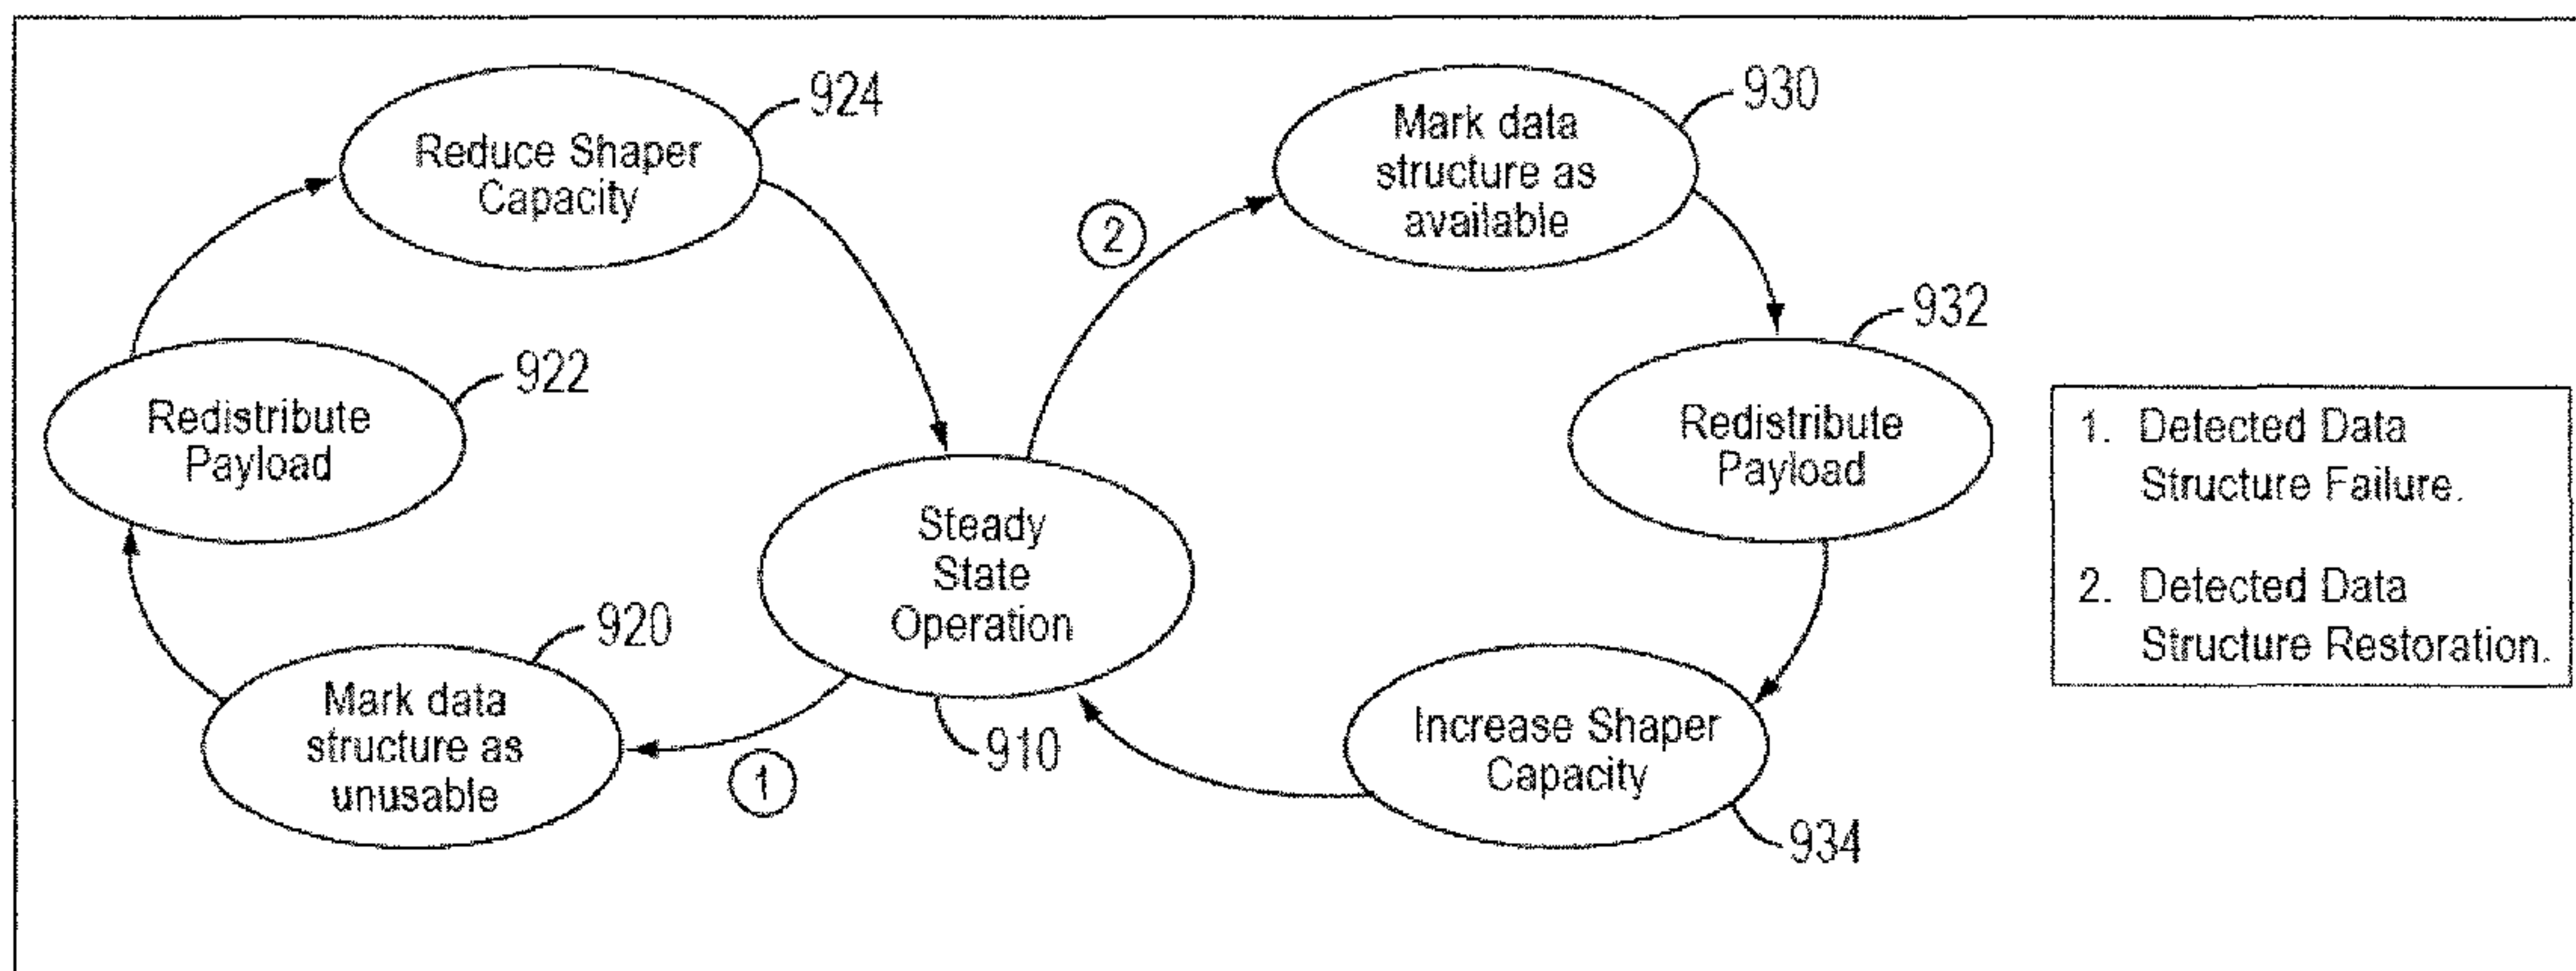 924
Reduce Shaper
Capacity
930
Mark data
structure as
available
2
932
Redistribute
Payload
922
Redistribute
Payload
1. Detected Data
Structure Failure.
2. Detected Data
Structure Restoration.
Steady
State
Operation
910
920
Mark data
structure as
unusable
1
Increase Shaper
Capacity
934